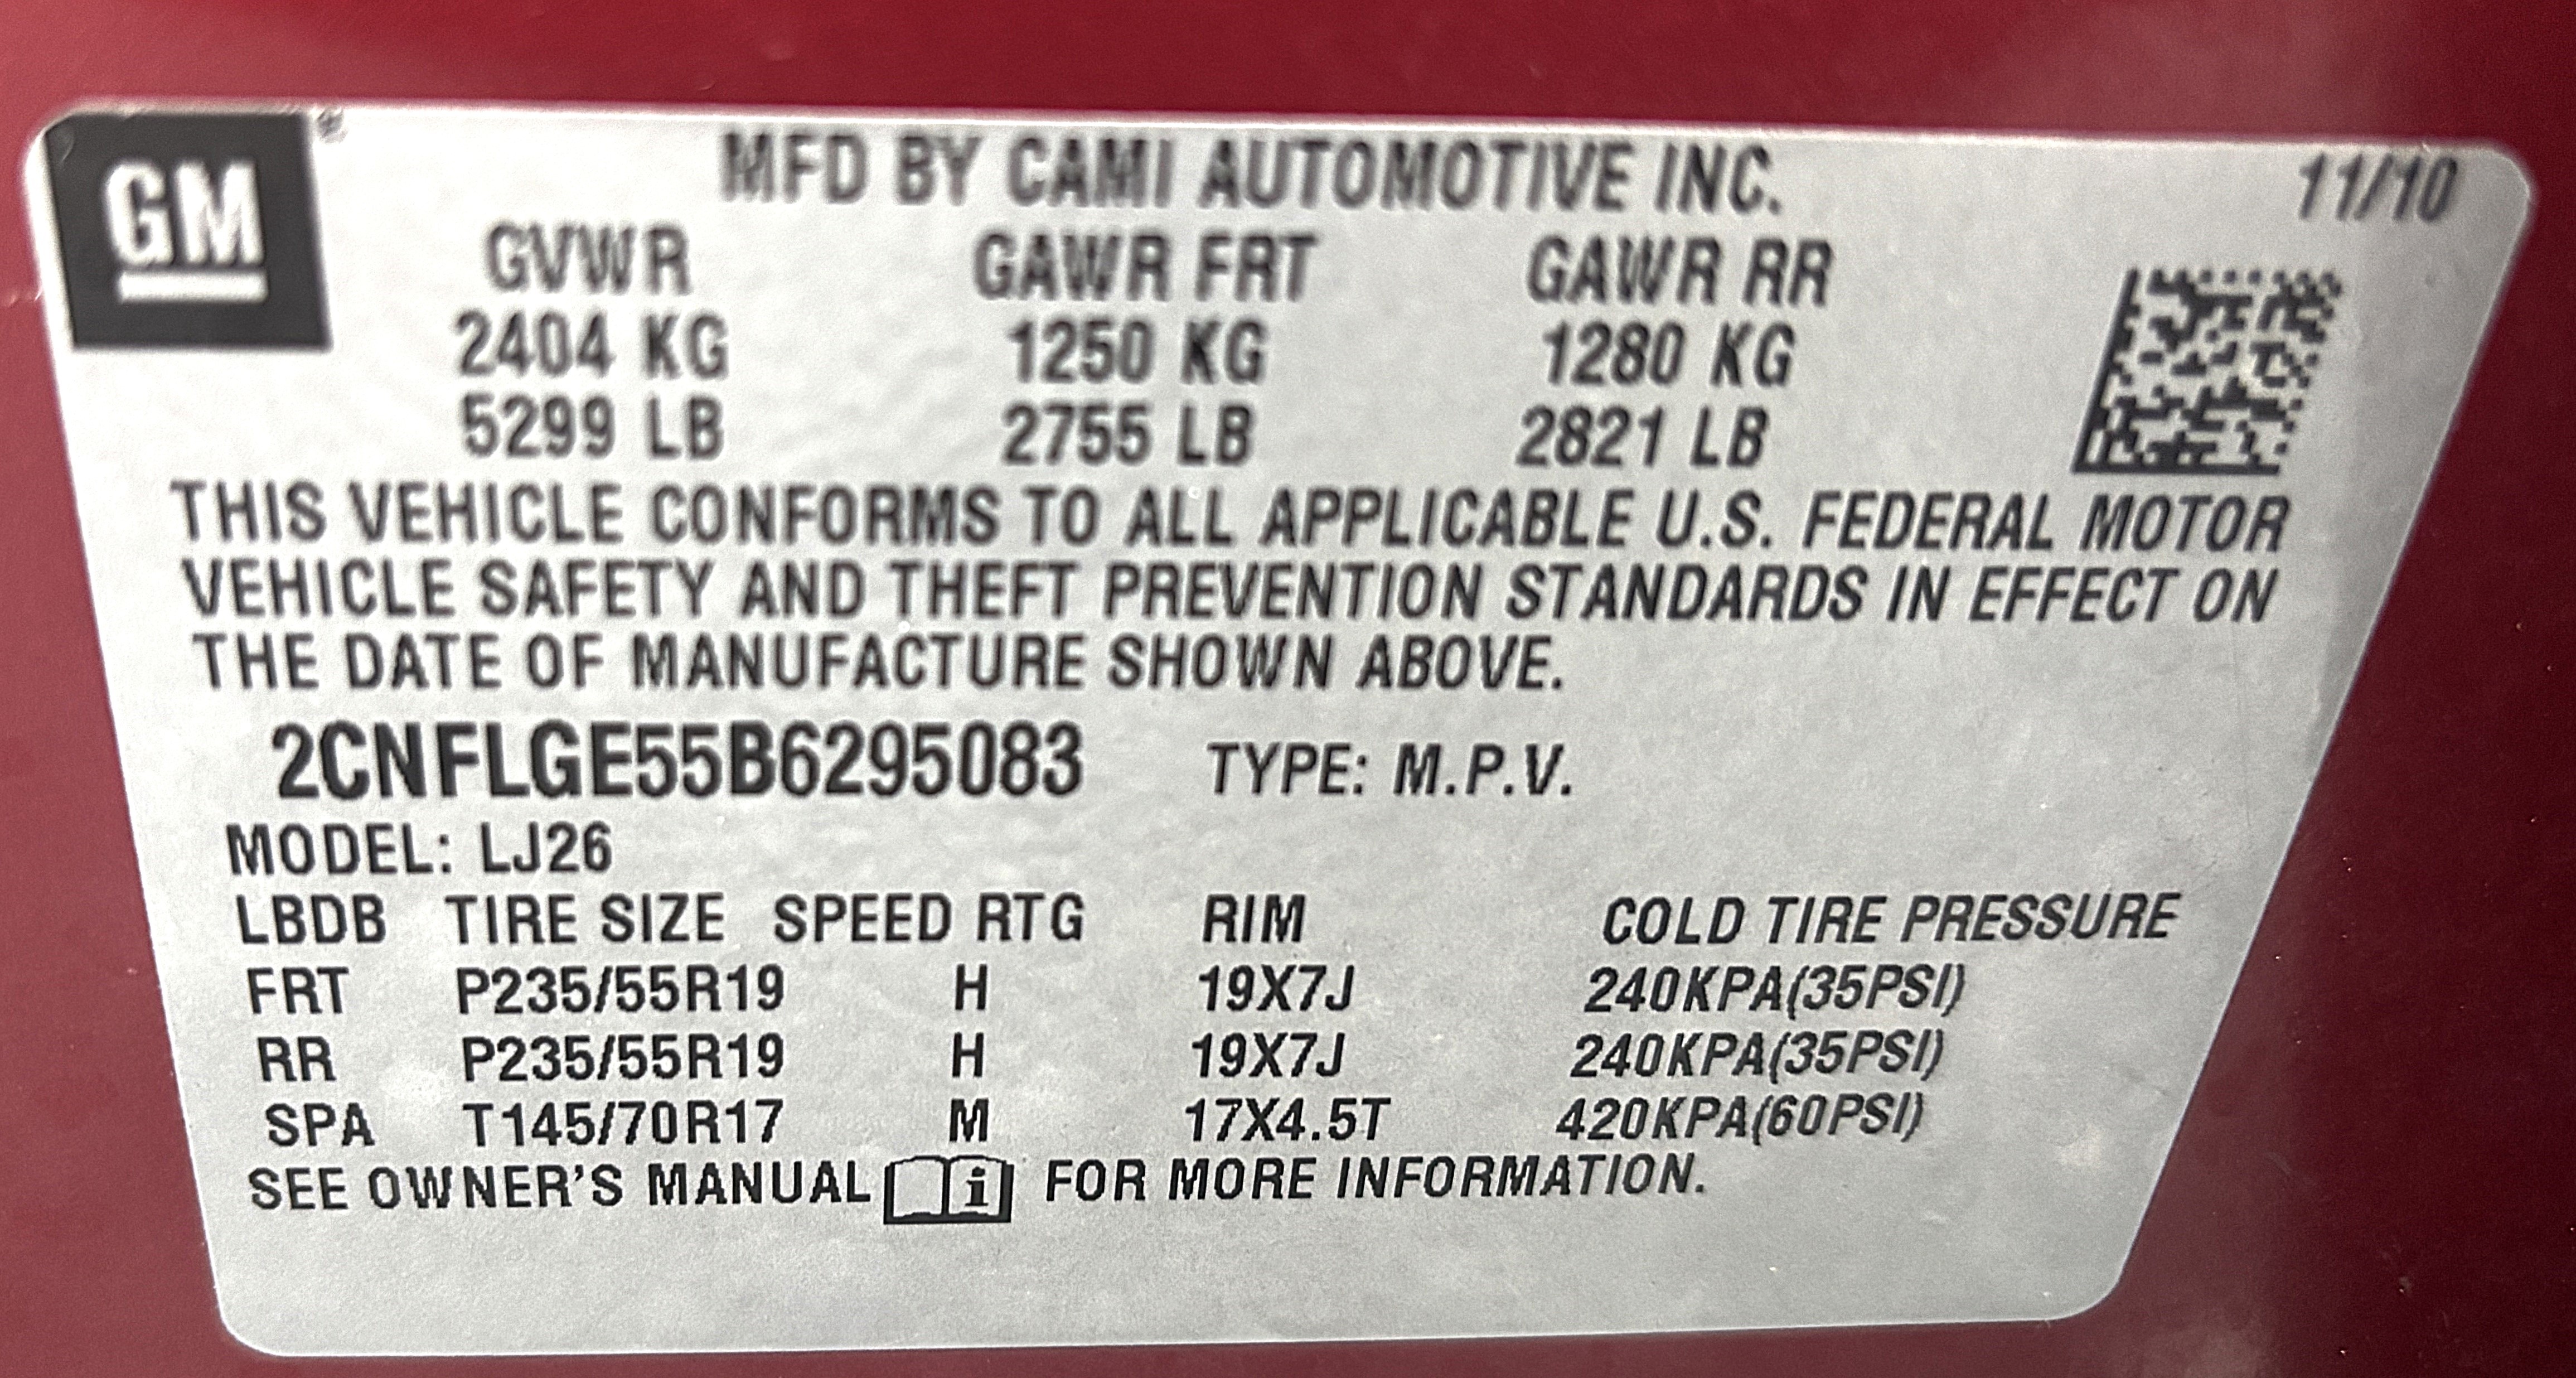 GM ®
MFD BY CAMI AUTOMOTIVE INC. 11/10
GVWR GAWR FRT GAWR RR
2404 KG 1250 KG 1280 KG
5299 LB 2755 LB 2821 LB
THIS VEHICLE CONFORMS TO ALL APPLICABLE U.S. FEDERAL MOTOR
VEHICLE SAFETY AND THEFT PREVENTION STANDARDS IN EFFECT ON
THE DATE OF MANUFACTURE SHOWN ABOVE.
2CNFLGE55B6295083 TYPE: M.P.V.
MODEL: LJ26
LBDB TIRE SIZE SPEED RTG RIM COLD TIRE PRESSURE
FRT P235/55R19 H 19X7J 240KPA(35PSI)
RR P235/55R19 H 19X7J 240KPA(35PSI)
SPA T145/70R17 M 17X4.5T 420KPA(60PSI)
SEE OWNER'S MANUAL i FOR MORE INFORMATION.